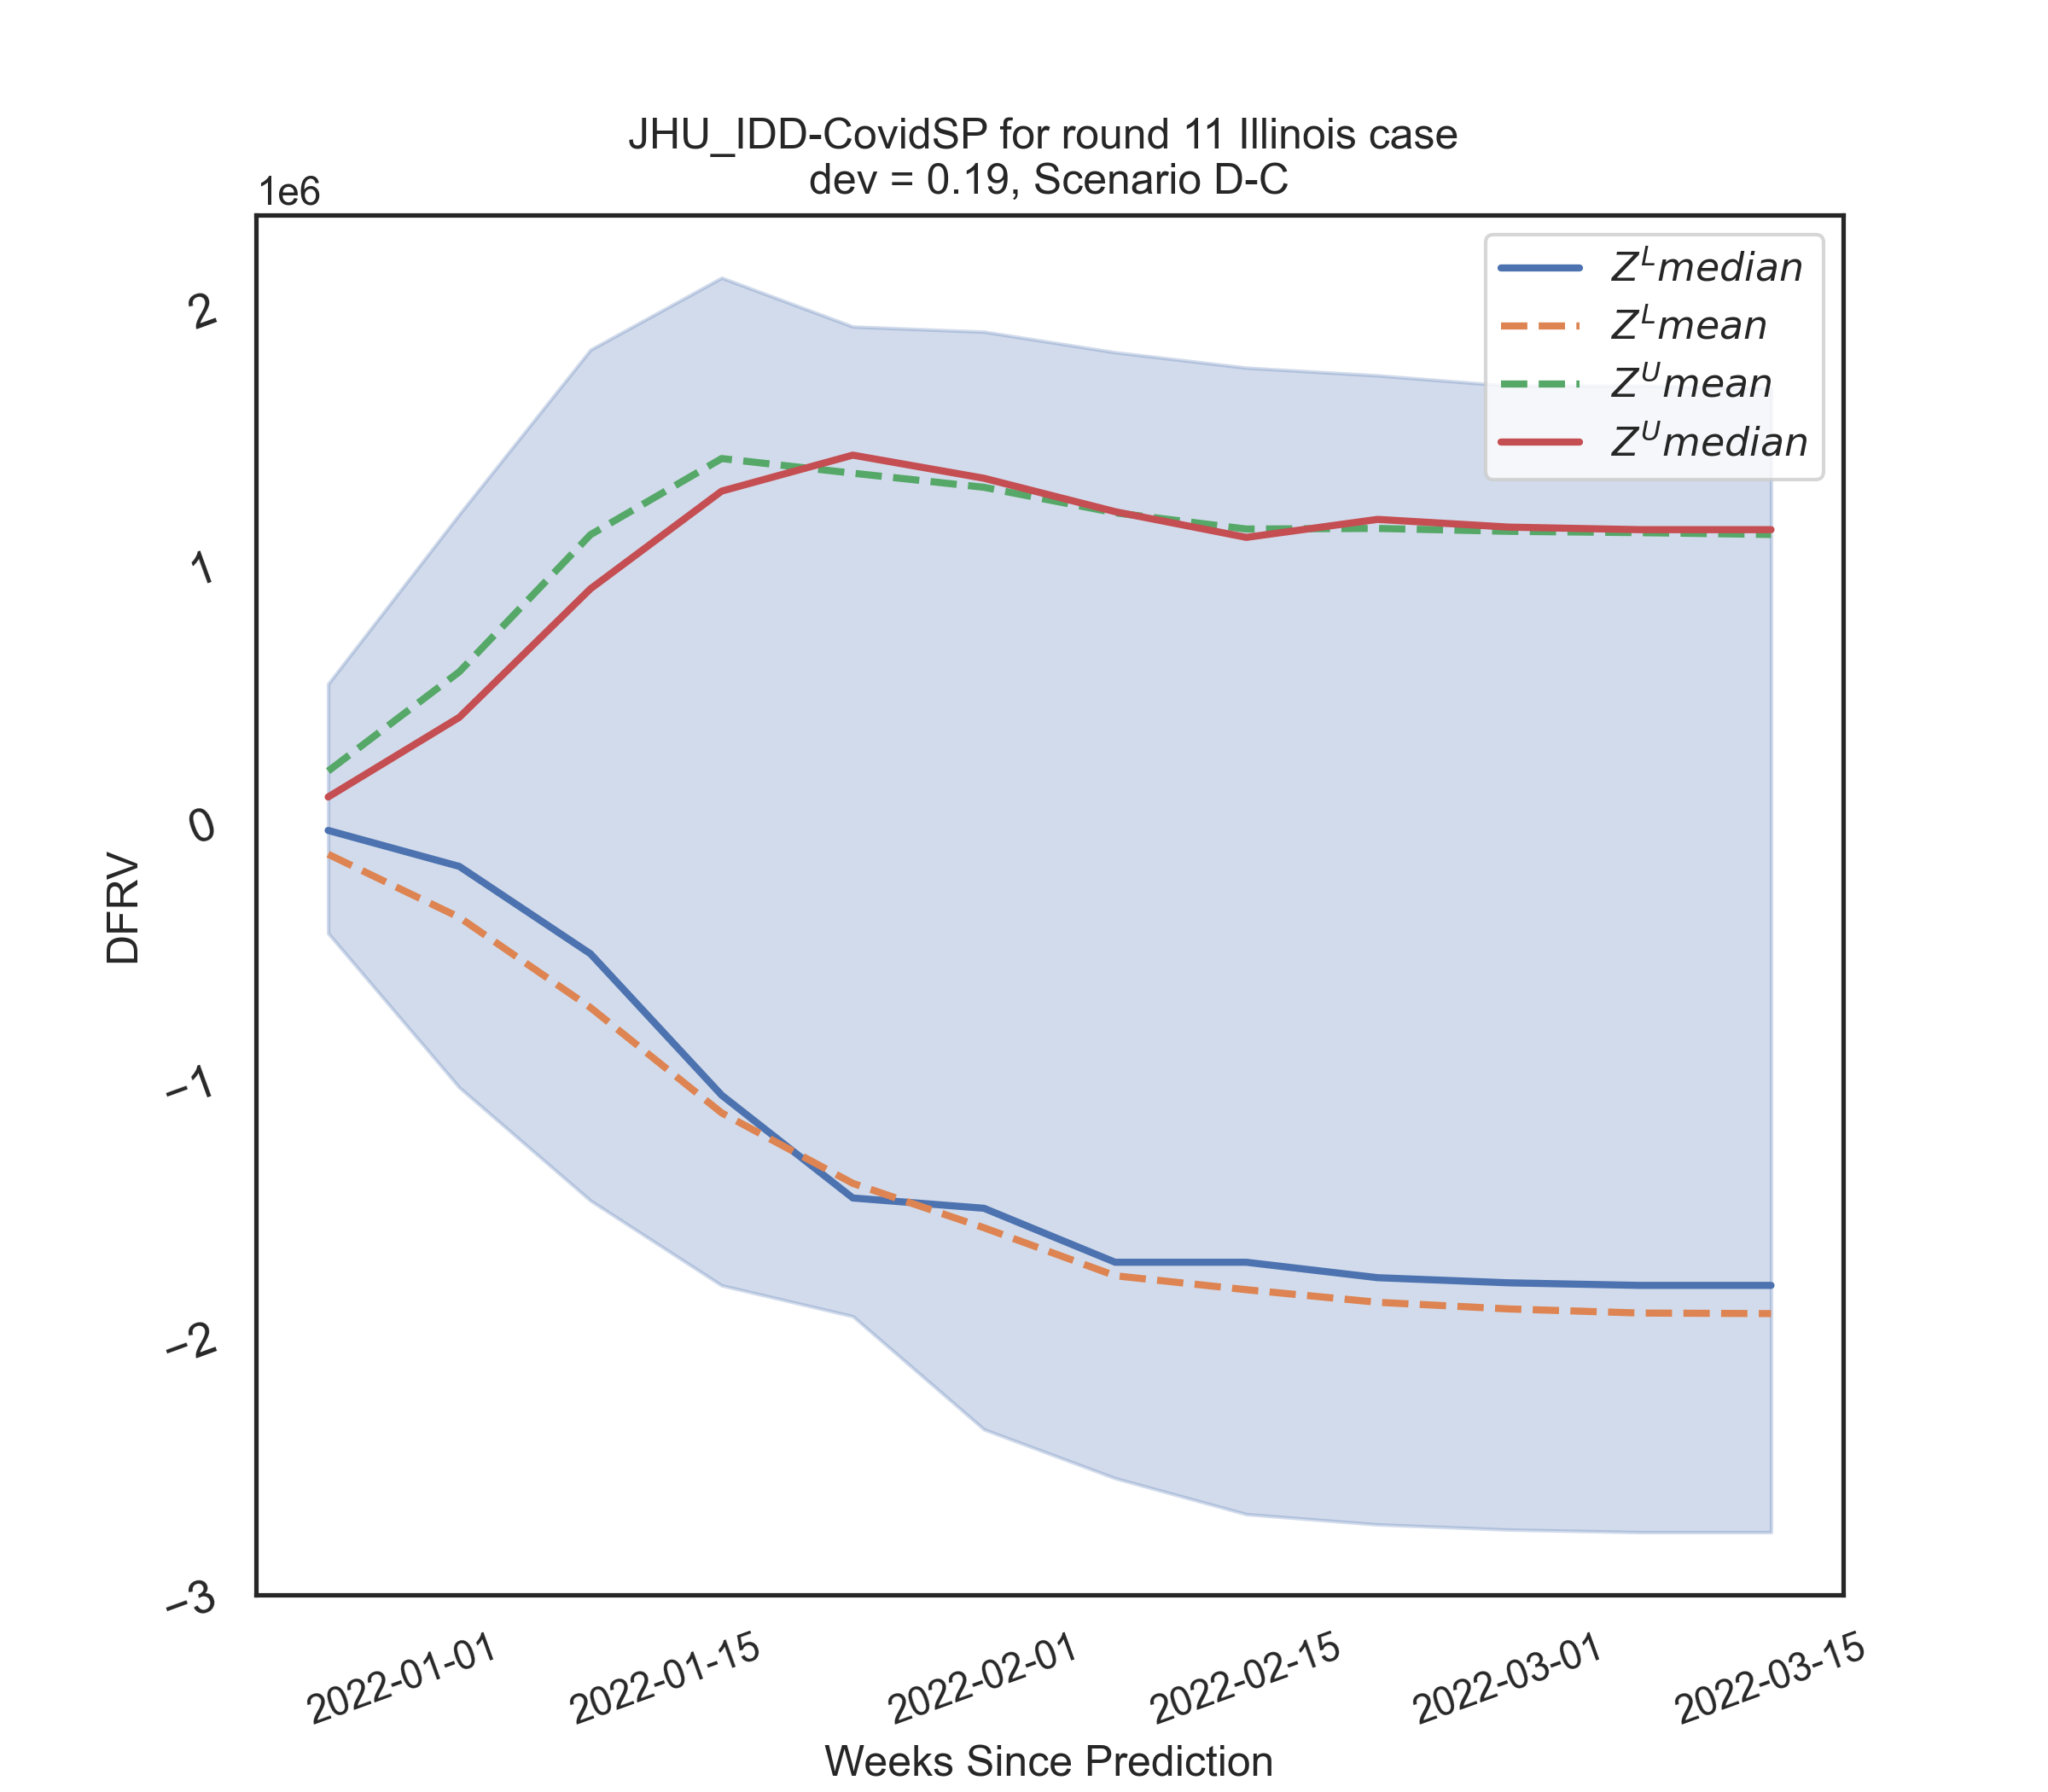 JHU_IDD-CovidSP for round 11 Illinois case
dev = 0.19, Scenario D-C
1e6
2
1
0
−1
−2
−3
DFRV
Z^L median
Z^L mean
Z^U mean
Z^U median
2022-01-01
2022-01-15
2022-02-01
2022-02-15
2022-03-01
2022-03-15
Weeks Since Prediction